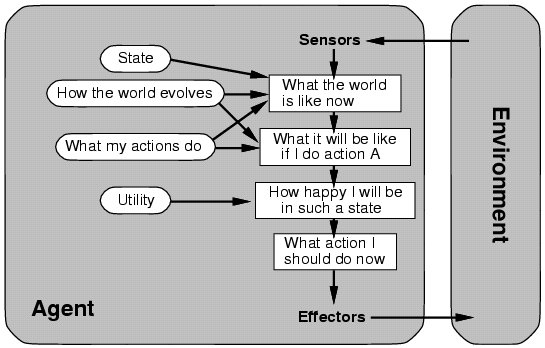 Sensors
State
How the world evolves
What my actions do
Utility
What the world
is like now
What it will be like
if I do action A
How happy I will be
in such a state
What action I
should do now
Agent
Effectors
Environment